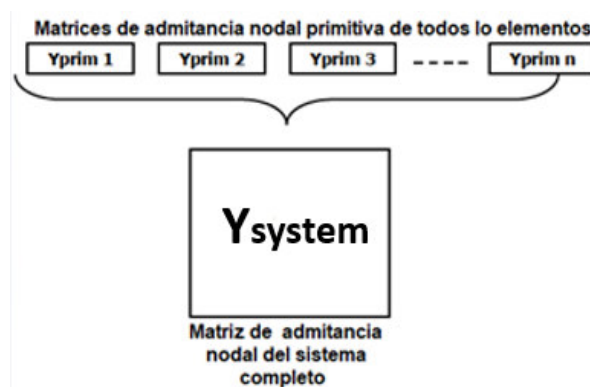 Matrices de admitancia nodal primitiva de todos lo elementos
Yprim 1 Yprim 2 Yprim 3 ---- Yprim n
Ysystem
Matriz de admitancia
nodal del sistema
completo